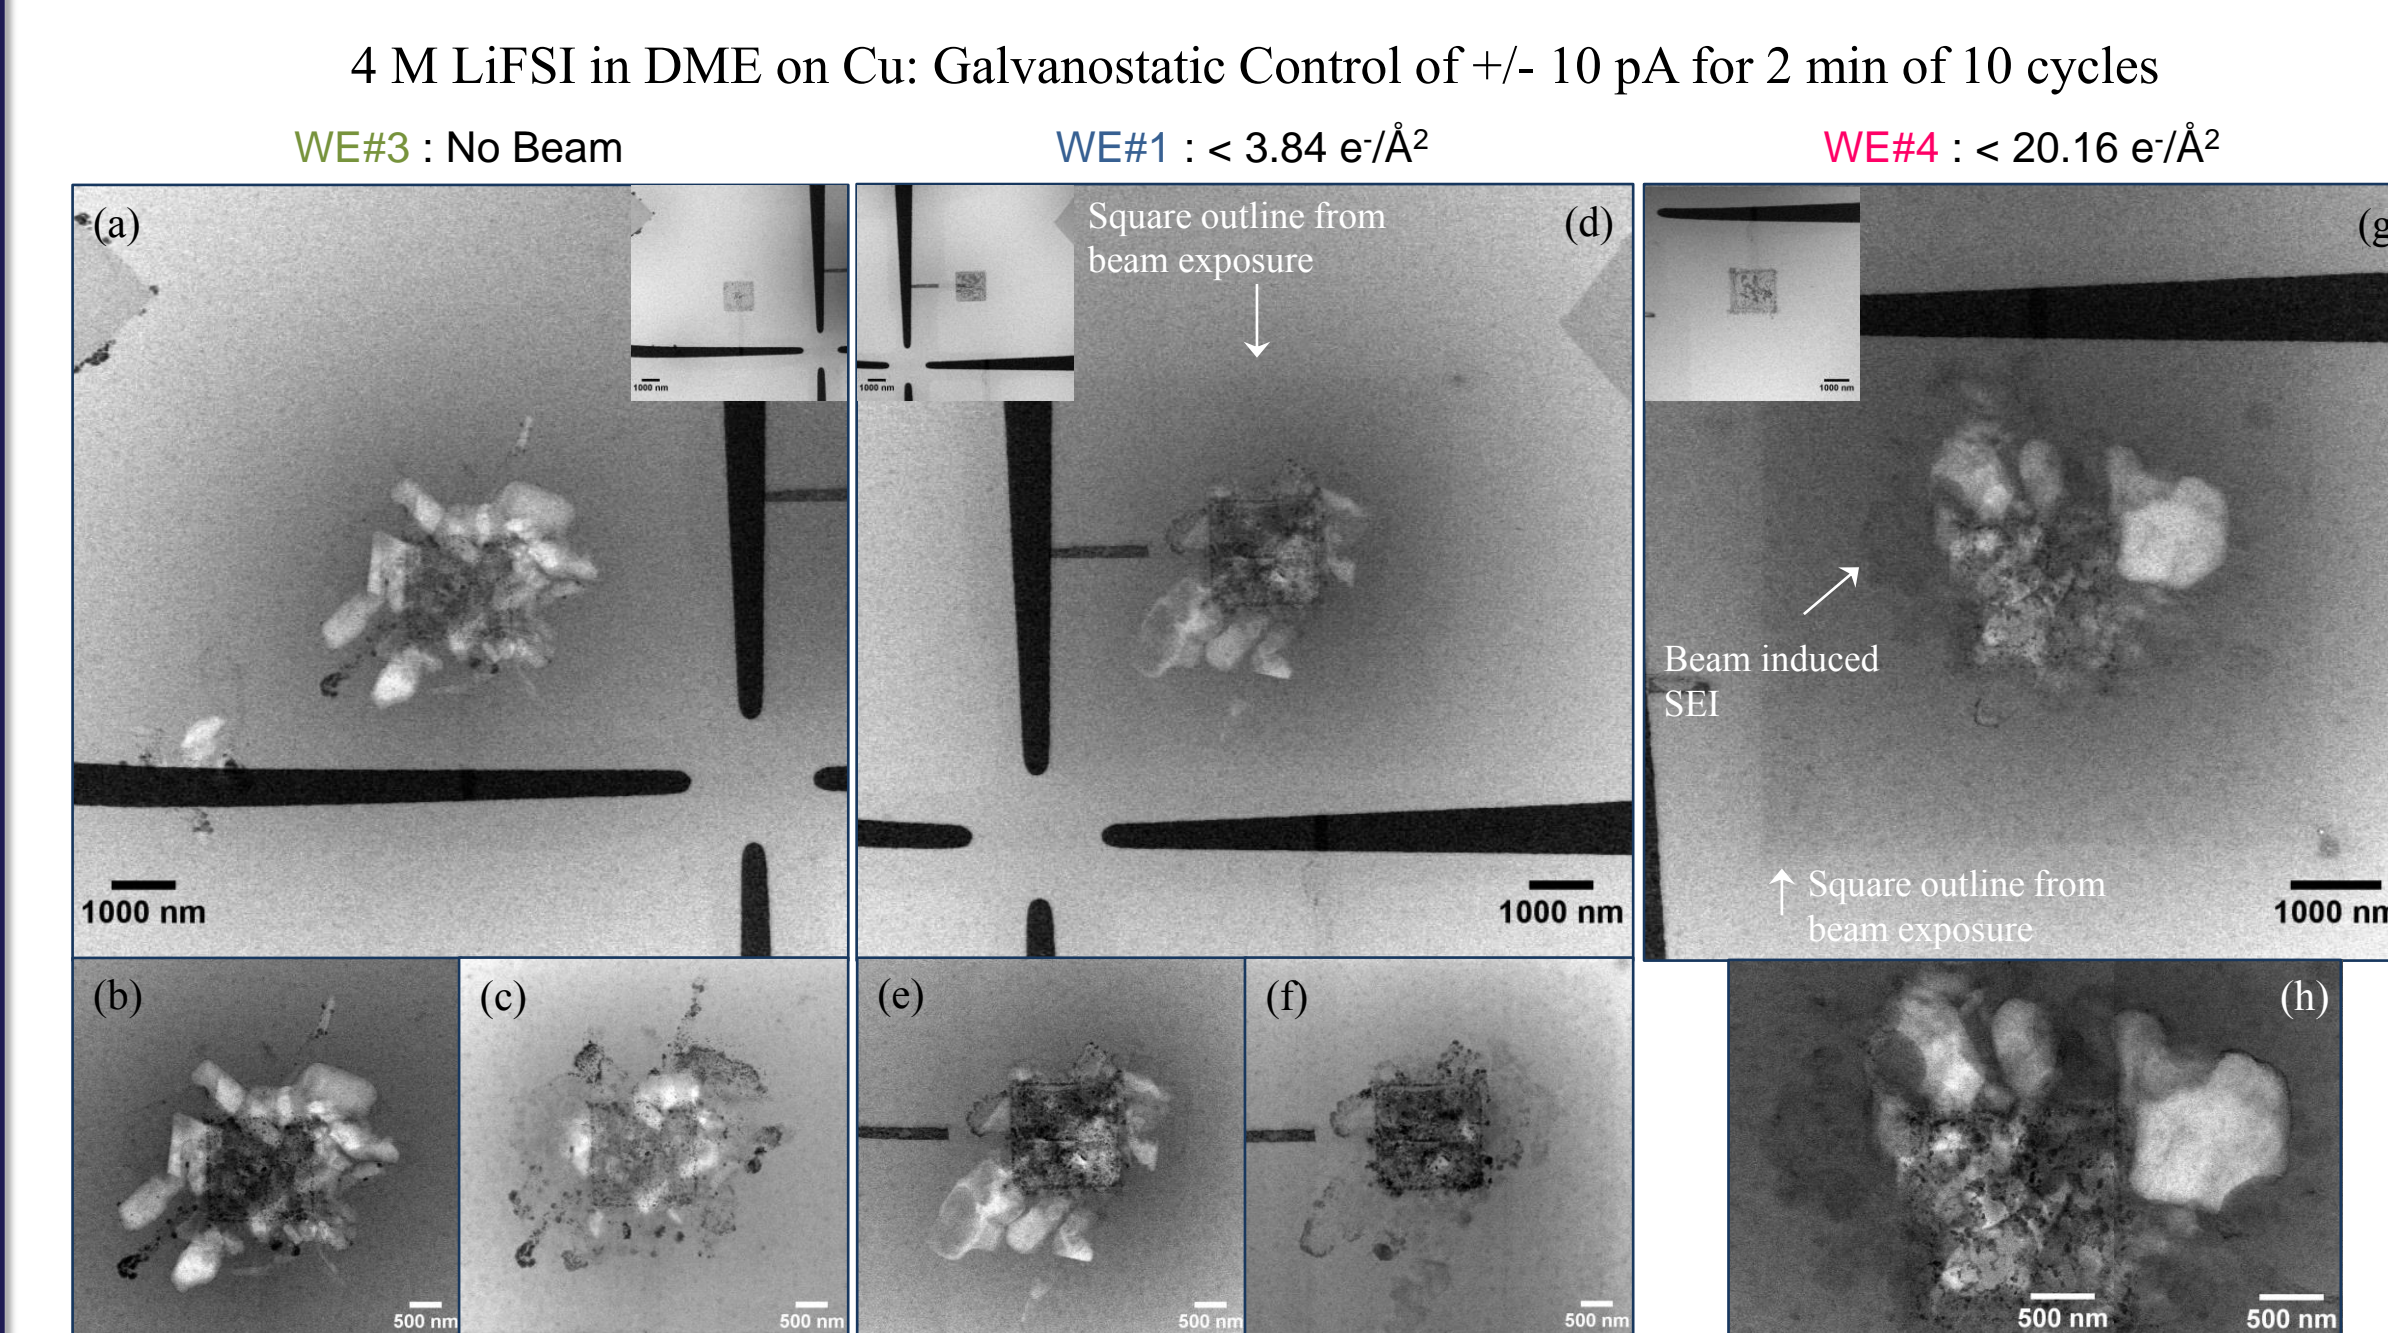 4 M LiFSI in DME on Cu: Galvanostatic Control of +/- 10 pA for 2 min of 10 cycles
WE#3 : No Beam
WE#1 : < 3.84 e⁻/Å²
WE#4 : < 20.16 e⁻/Å²
(a)
1000 nm
1000 nm
1000 nm
Square outline from
beam exposure
(d)
1000 nm
1000 nm
(g
Beam induced
SEI
Square outline from
beam exposure
1000 nm
(b)
500 nm
(c)
500 nm
(e)
500 nm
(f)
500 nm
(h)
500 nm
500 nm